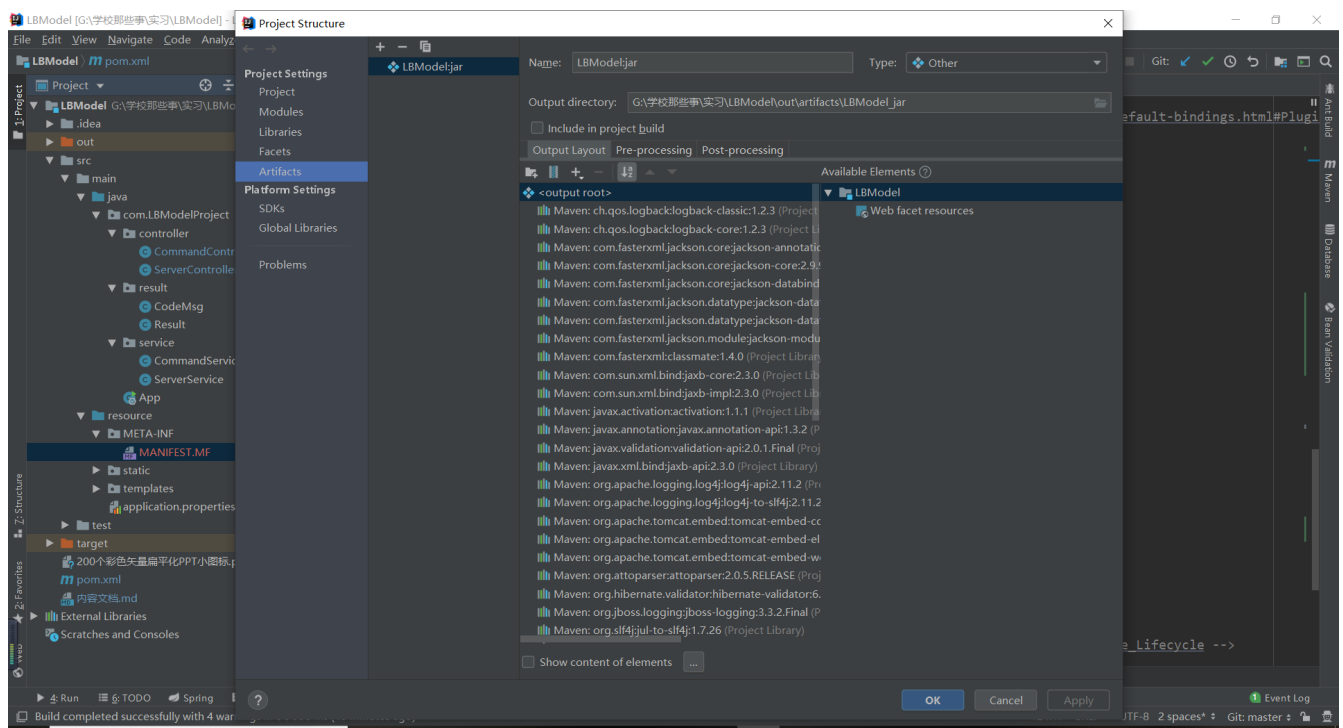 LBModel [G:\学校那些事\实习\LBModel] - L
File Edit View Navigate Code Analyz
LBModel pom.xml
Project
LBModel G:\学校那些事\实习\LBMo
.idea
out
src
main
java
com.LBModelProject
controller
CommandContr
ServerControlle
result
CodeMsg
Result
service
CommandServic
ServerService
App
resource
META-INF
MANIFEST.MF
static
templates
application.properties
test
target
200个彩色矢量扁平化PPT小图标.p
pom.xml
内容文档.md
External Libraries
Scratches and Consoles
1: Project
Z: Structure
2: Favorites
Web
4: Run 6: TODO Spring
Build completed successfully with 4 war
Project Structure
Project Settings
Project
Modules
Libraries
Facets
Artifacts
Platform Settings
SDKs
Global Libraries
Problems
LBModel:jar
Name: LBModel:jar
Type: Other
Output directory: G:\学校那些事\实习\LBModel\out\artifacts\LBModel_jar
Include in project build
Output Layout Pre-processing Post-processing
Available Elements
<output root>
Maven: ch.qos.logback:logback-classic:1.2.3 (Project
Maven: ch.qos.logback:logback-core:1.2.3 (Project Li
Maven: com.fasterxml.jackson.core:jackson-annotatio
Maven: com.fasterxml.jackson.core:jackson-core:2.9.9
Maven: com.fasterxml.jackson.core:jackson-databind
Maven: com.fasterxml.jackson.datatype:jackson-data
Maven: com.fasterxml.jackson.datatype:jackson-data
Maven: com.fasterxml.jackson.module:jackson-modu
Maven: com.fasterxml:classmate:1.4.0 (Project Library
Maven: com.sun.xml.bind:jaxb-core:2.3.0 (Project Lib
Maven: com.sun.xml.bind:jaxb-impl:2.3.0 (Project Lib
Maven: javax.activation:activation:1.1.1 (Project Libra
Maven: javax.annotation:javax.annotation-api:1.3.2 (P
Maven: javax.validation:validation-api:2.0.1.Final (Proj
Maven: javax.xml.bind:jaxb-api:2.3.0 (Project Library)
Maven: org.apache.logging.log4j:log4j-api:2.11.2 (Pro
Maven: org.apache.logging.log4j:log4j-to-slf4j:2.11.2
Maven: org.apache.tomcat.embed:tomcat-embed-co
Maven: org.apache.tomcat.embed:tomcat-embed-el
Maven: org.apache.tomcat.embed:tomcat-embed-we
Maven: org.attoparser:attoparser:2.0.5.RELEASE (Proj
Maven: org.hibernate.validator:hibernate-validator:6.
Maven: org.jboss.logging:jboss-logging:3.3.2.Final (P
Maven: org.slf4j:jul-to-slf4j:1.7.26 (Project Library)
LBModel
Web facet resources
Show content of elements ...
?
OK Cancel Apply
Git:
efault-bindings.html#Plugi
e_Lifecycle -->
Ant Build
Maven
Database
Bean Validation
1 Event Log
UTF-8 2 spaces* Git: master